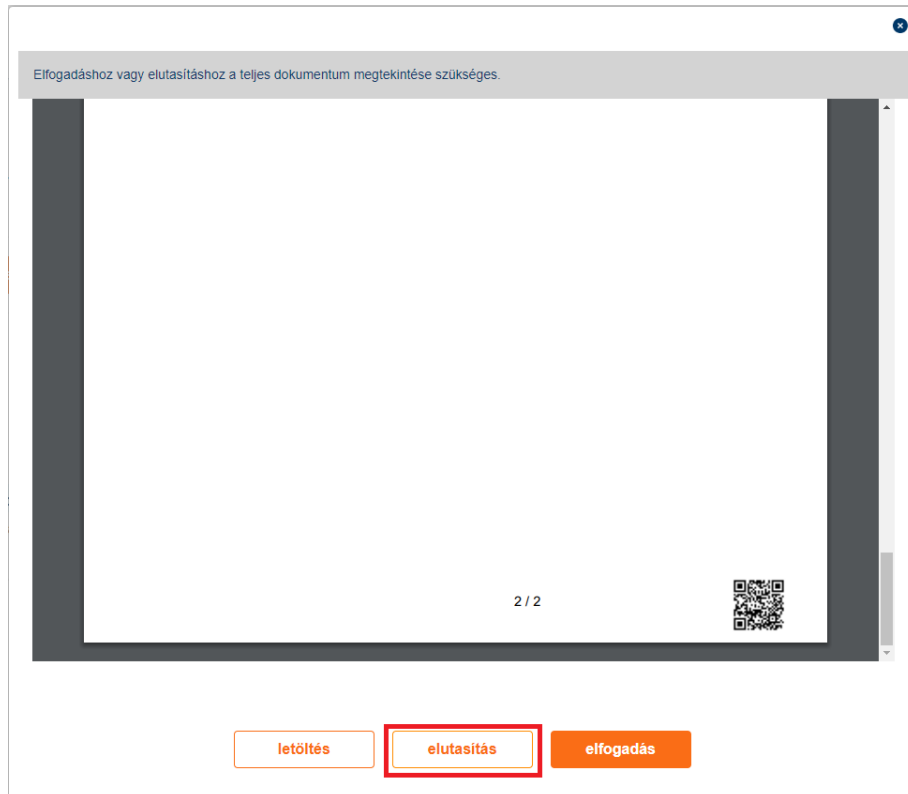 Elfogadáshoz vagy elutasításhoz a teljes dokumentum megtekintése szükséges.
2 / 2
letöltés elutasítás elfogadás